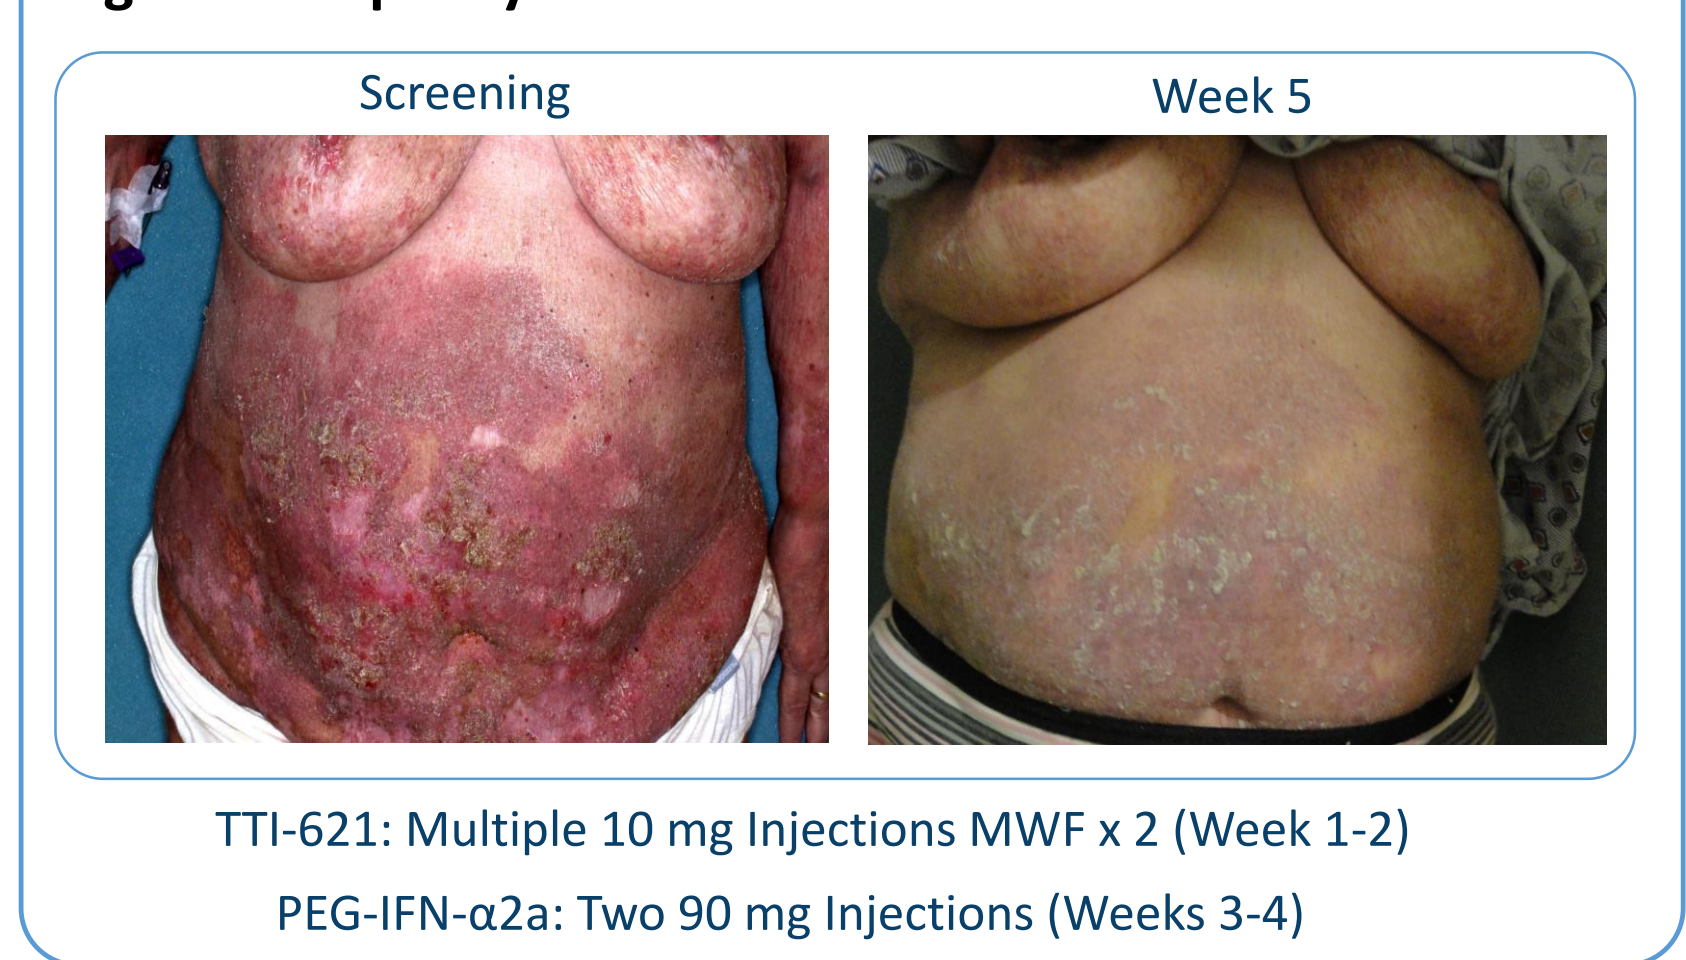 Screening
Week 5
TTI-621: Multiple 10 mg Injections MWF x 2 (Week 1-2)
PEG-IFN-α2a: Two 90 mg Injections (Weeks 3-4)